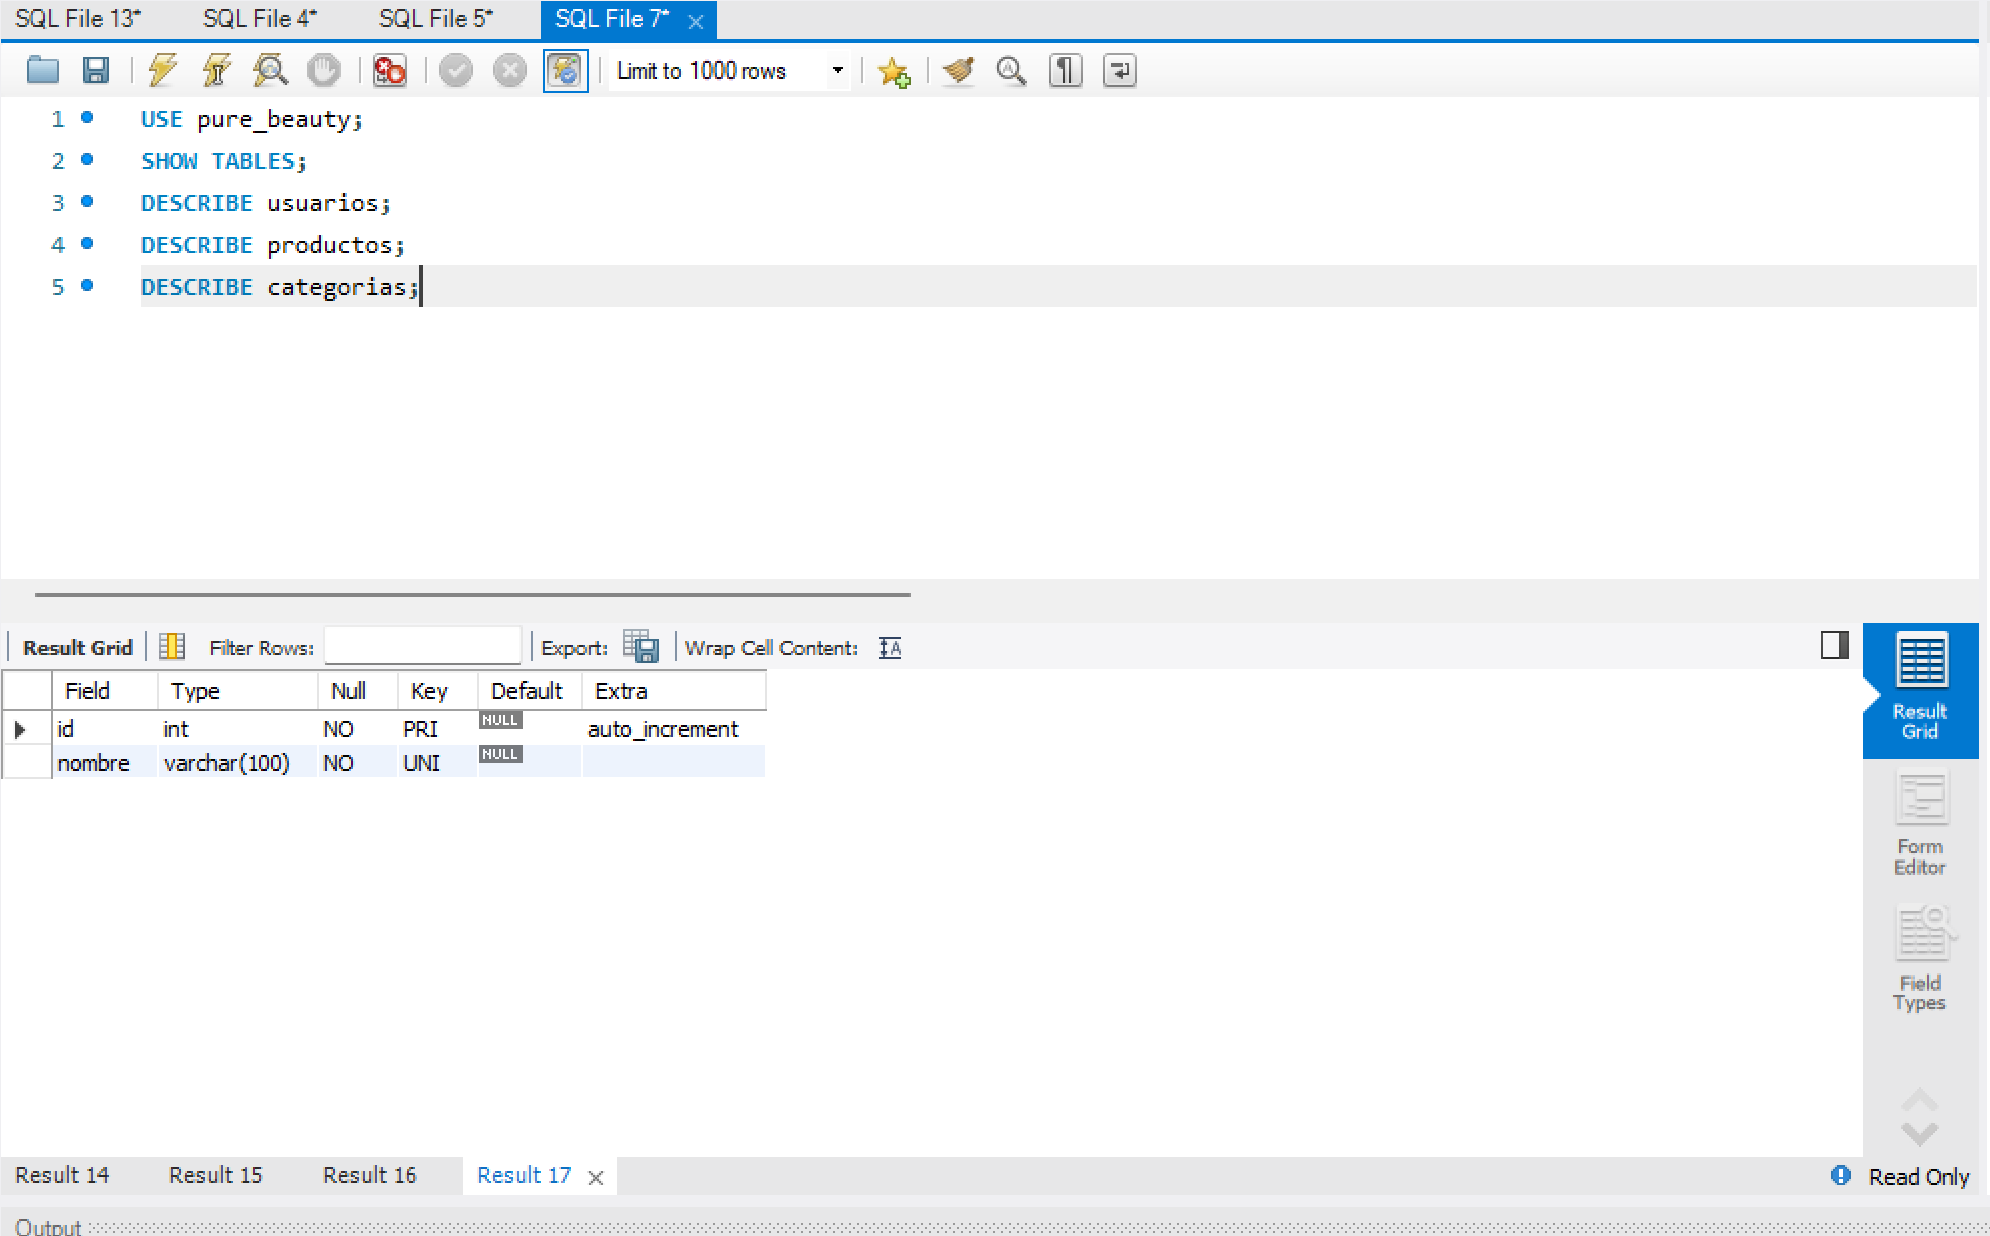 SQL File 13* SQL File 4* SQL File 5* SQL File 7*
Limit to 1000 rows
1 USE pure_beauty;
2 SHOW TABLES;
3 DESCRIBE usuarios;
4 DESCRIBE productos;
5 DESCRIBE categorias;
Result Grid Filter Rows: Export: Wrap Cell Content:
Field Type Null Key Default Extra
id int NO PRI NULL auto_increment
nombre varchar(100) NO UNI NULL
Result
Grid
Form
Editor
Field
Types
Result 14 Result 15 Result 16 Result 17 Read Only
Output